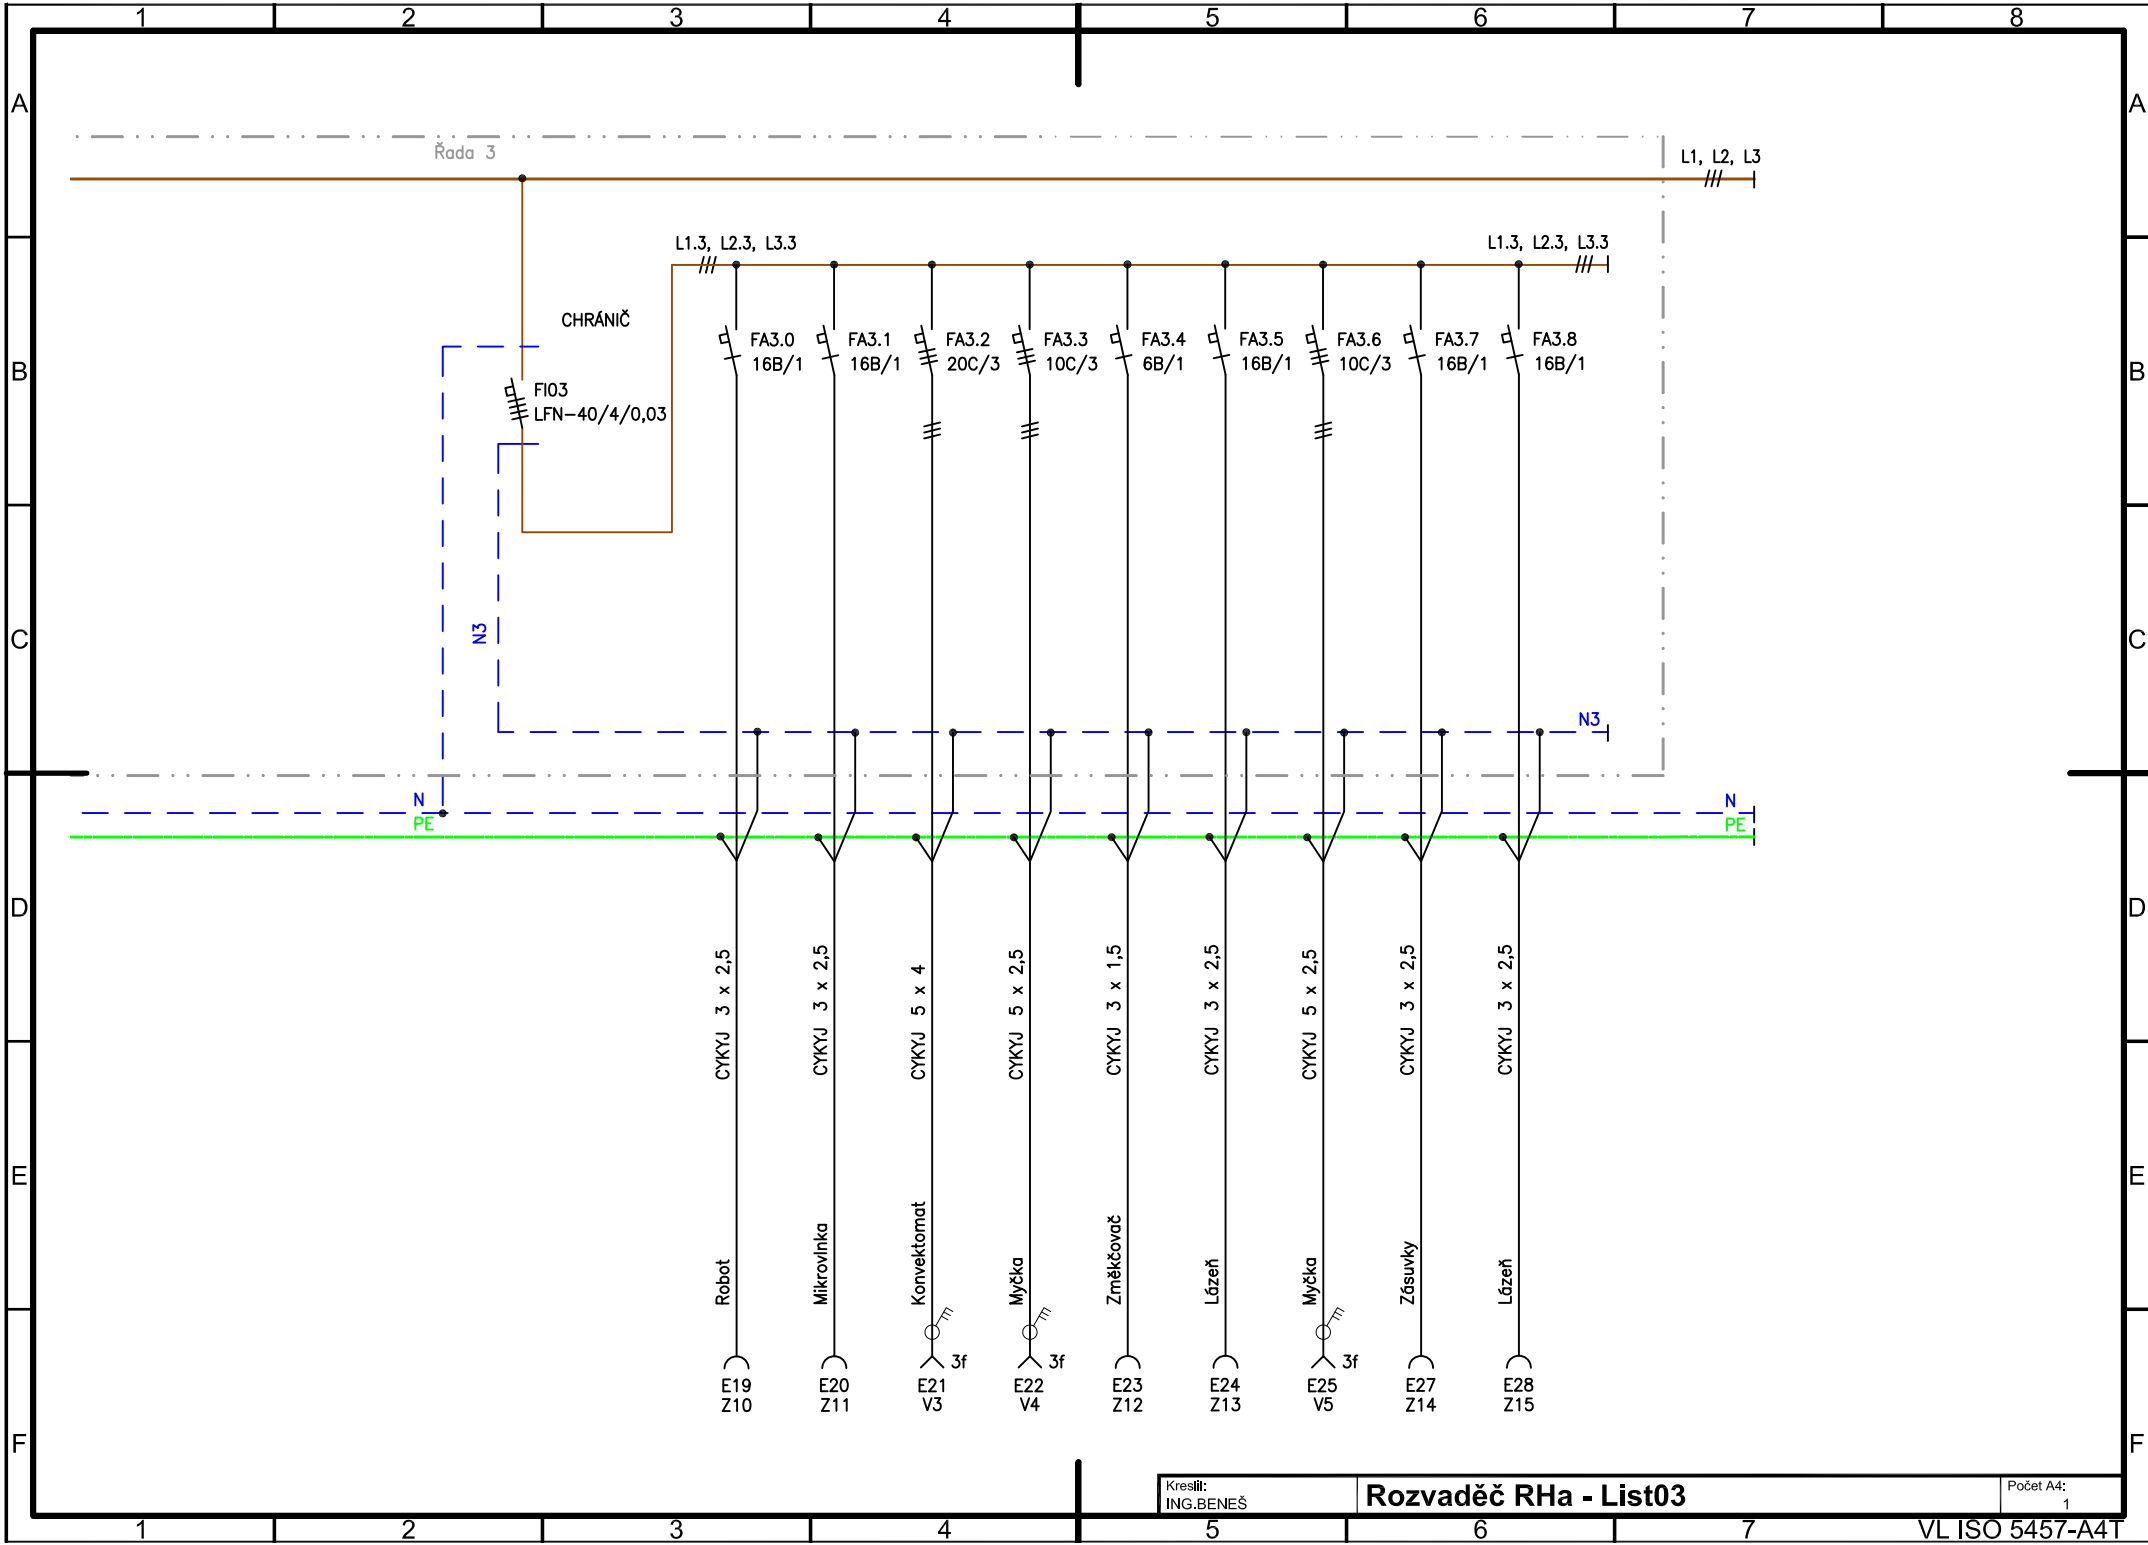 1 2 3 4 5 6 7 8
A A
Řada 3
L1, L2, L3
L1.3, L2.3, L3.3 L1.3, L2.3, L3.3
CHRÁNIČ
FA3.0 FA3.1 FA3.2 FA3.3 FA3.4 FA3.5 FA3.6 FA3.7 FA3.8
16B/1 16B/1 20C/3 10C/3 6B/1 16B/1 10C/3 16B/1 16B/1
B B
FI03
LFN-40/4/0,03
N3
C C
N3
N N
PE PE
D D
CYKYJ 3 x 2,5
CYKYJ 3 x 2,5
CYKYJ 5 x 4
CYKYJ 5 x 2,5
CYKYJ 3 x 1,5
CYKYJ 3 x 2,5
CYKYJ 5 x 2,5
CYKYJ 3 x 2,5
CYKYJ 3 x 2,5
E E
Robot
Mikrovlnka
Konvektomat
Myčka
Změkčovač
Lázeň
Myčka
Zásuvky
Lázeň
3f 3f 3f
E19 E20 E21 E22 E23 E24 E25 E27 E28
Z10 Z11 V3 V4 Z12 Z13 V5 Z14 Z15
F F
Kreslil:
ING.BENEŠ
Rozvaděč RHa - List03
Počet A4:
1
1 2 3 4 5 6 7
VL ISO 5457-A4T